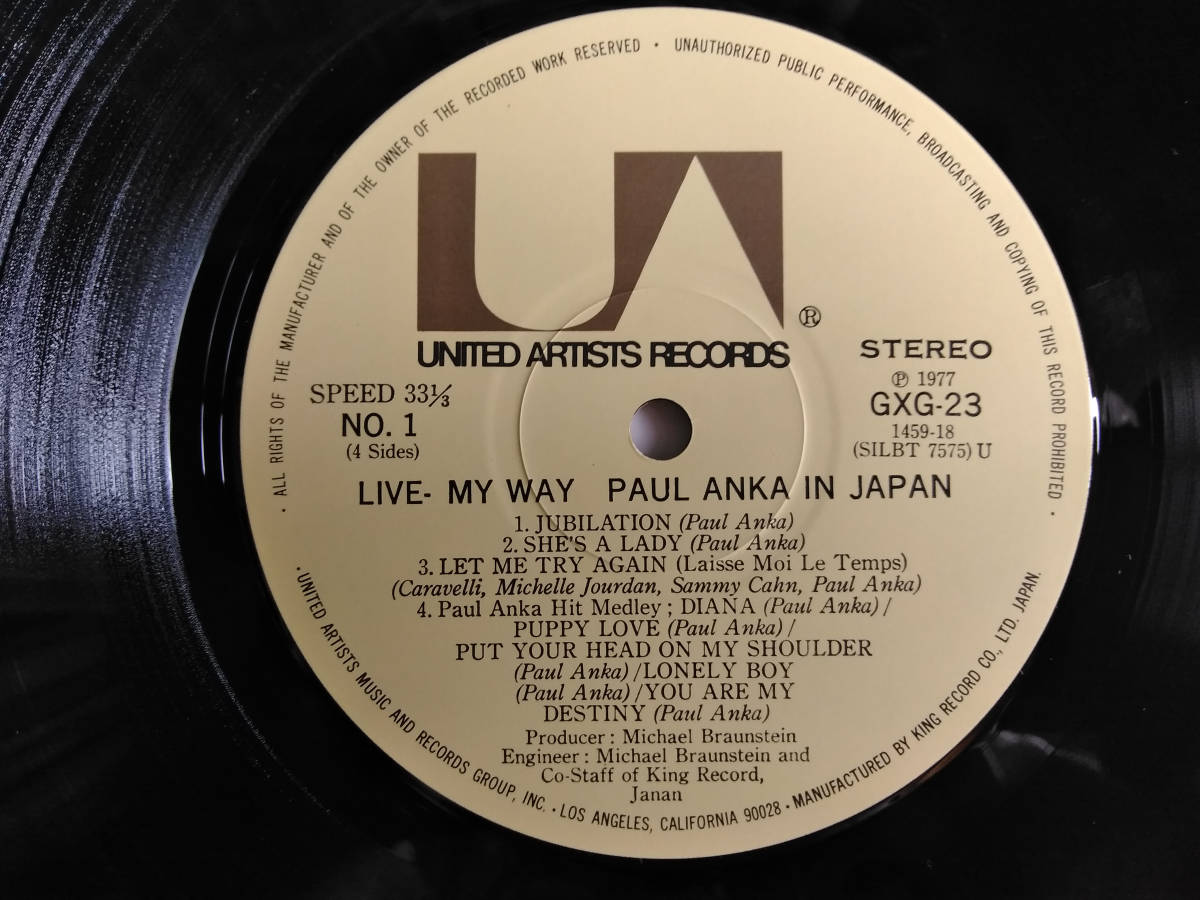 ALL RIGHTS OF THE MANUFACTURER AND OF THE OWNER OF THE RECORDED WORK RESERVED · UNAUTHORIZED PUBLIC PERFORMANCE, BROADCASTING AND COPYING OF THIS RECORD PROHIBITED ·
UA ®
UNITED ARTISTS RECORDS
SPEED 33⅓
NO. 1
(4 Sides)
STEREO
℗ 1977
GXG-23
1459-18
(SILBT 7575) U
LIVE- MY WAY PAUL ANKA IN JAPAN
1. JUBILATION (Paul Anka)
2. SHE'S A LADY (Paul Anka)
3. LET ME TRY AGAIN (Laisse Moi Le Temps)
(Caravelli, Michelle Jourdan, Sammy Cahn, Paul Anka)
4. Paul Anka Hit Medley ; DIANA (Paul Anka) /
PUPPY LOVE (Paul Anka) /
PUT YOUR HEAD ON MY SHOULDER
(Paul Anka) /LONELY BOY
(Paul Anka) /YOU ARE MY
DESTINY (Paul Anka)
Producer : Michael Braunstein
Engineer : Michael Braunstein and
Co-Staff of King Record,
Janan
· UNITED ARTISTS MUSIC AND RECORDS GROUP, INC. · LOS ANGELES, CALIFORNIA 90028 · MANUFACTURED BY KING RECORD CO., LTD. JAPAN.